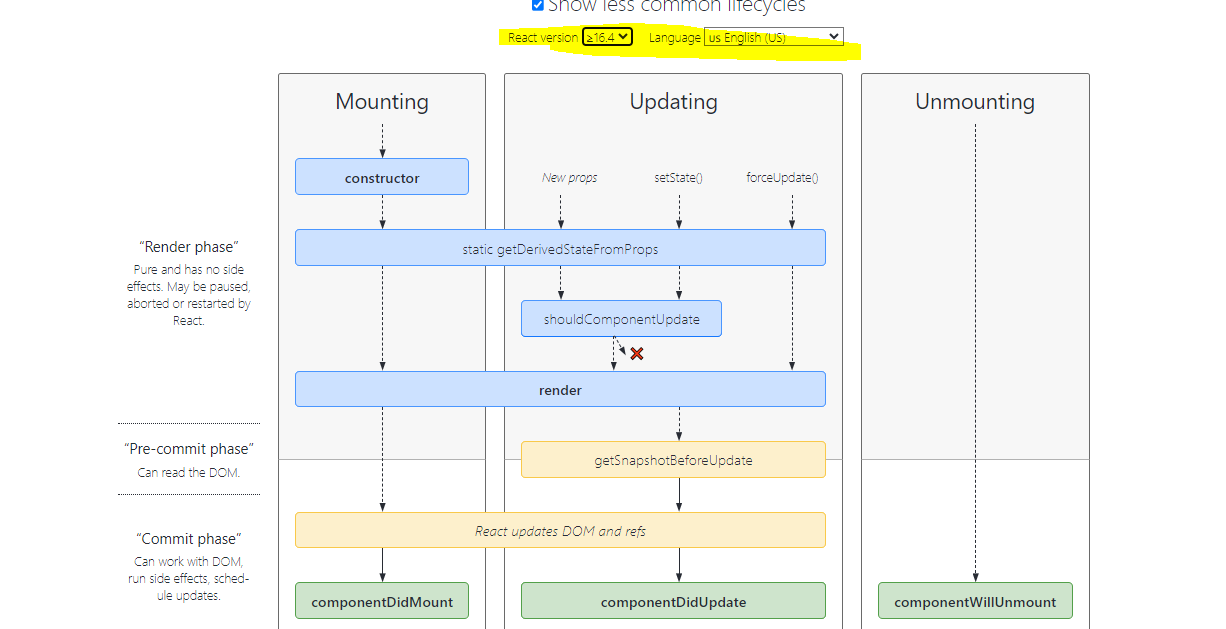 Show less common lifecycles
React version ≥16.4 Language us English (US)
Mounting
Updating
Unmounting
constructor
New props
setState()
forceUpdate()
“Render phase”
Pure and has no side
effects. May be paused,
aborted or restarted by
React.
static getDerivedStateFromProps
shouldComponentUpdate
render
“Pre-commit phase”
Can read the DOM.
getSnapshotBeforeUpdate
“Commit phase”
Can work with DOM,
run side effects, sched-
ule updates.
React updates DOM and refs
componentDidMount
componentDidUpdate
componentWillUnmount